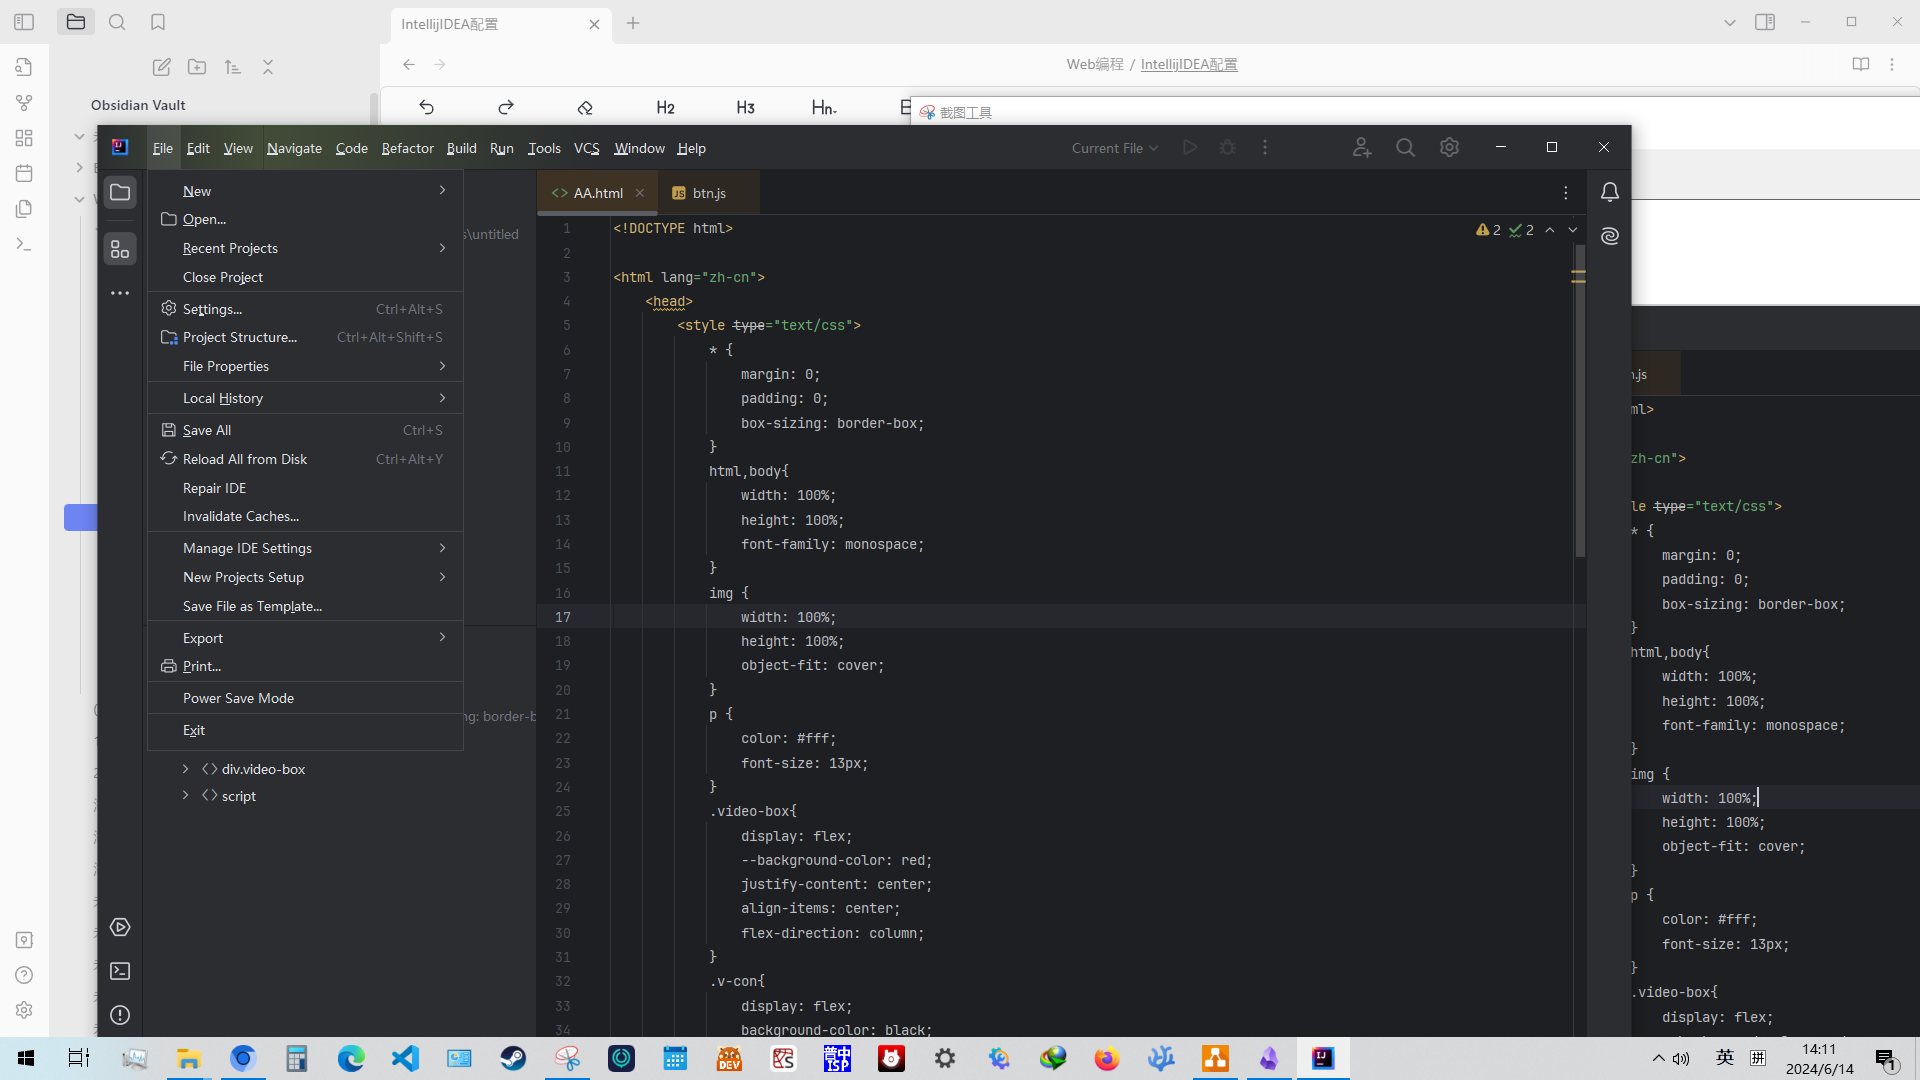 IntellijIDEA配置
Web编程 / IntellijIDEA配置
Obsidian Vault
H2
H3
Hn
截图工具
File Edit View Navigate Code Refactor Build Run Tools VCS Window Help
Current File
New
Open...
Recent Projects
Close Project
Settings... Ctrl+Alt+S
Project Structure... Ctrl+Alt+Shift+S
File Properties
Local History
Save All Ctrl+S
Reload All from Disk Ctrl+Alt+Y
Repair IDE
Invalidate Caches...
Manage IDE Settings
New Projects Setup
Save File as Template...
Export
Print...
Power Save Mode
Exit
s\untitled
ng: border-b
div.video-box
script
AA.html
JS btn.js
2 2
1 <!DOCTYPE html>
2
3 <html lang="zh-cn">
4 <head>
5 <style type="text/css">
6 * {
7 margin: 0;
8 padding: 0;
9 box-sizing: border-box;
10 }
11 html,body{
12 width: 100%;
13 height: 100%;
14 font-family: monospace;
15 }
16 img {
17 width: 100%;
18 height: 100%;
19 object-fit: cover;
20 }
21 p {
22 color: #fff;
23 font-size: 13px;
24 }
25 .video-box{
26 display: flex;
27 --background-color: red;
28 justify-content: center;
29 align-items: center;
30 flex-direction: column;
31 }
32 .v-con{
33 display: flex;
34 background-color: black;
n.js
ml>
zh-cn">
le type="text/css">
* {
margin: 0;
padding: 0;
box-sizing: border-box;
}
html,body{
width: 100%;
height: 100%;
font-family: monospace;
}
img {
width: 100%;
height: 100%;
object-fit: cover;
}
p {
color: #fff;
font-size: 13px;
}
.video-box{
display: flex;
DEV
管中
ISP
IJ
英
拼
14:11
2024/6/14
1